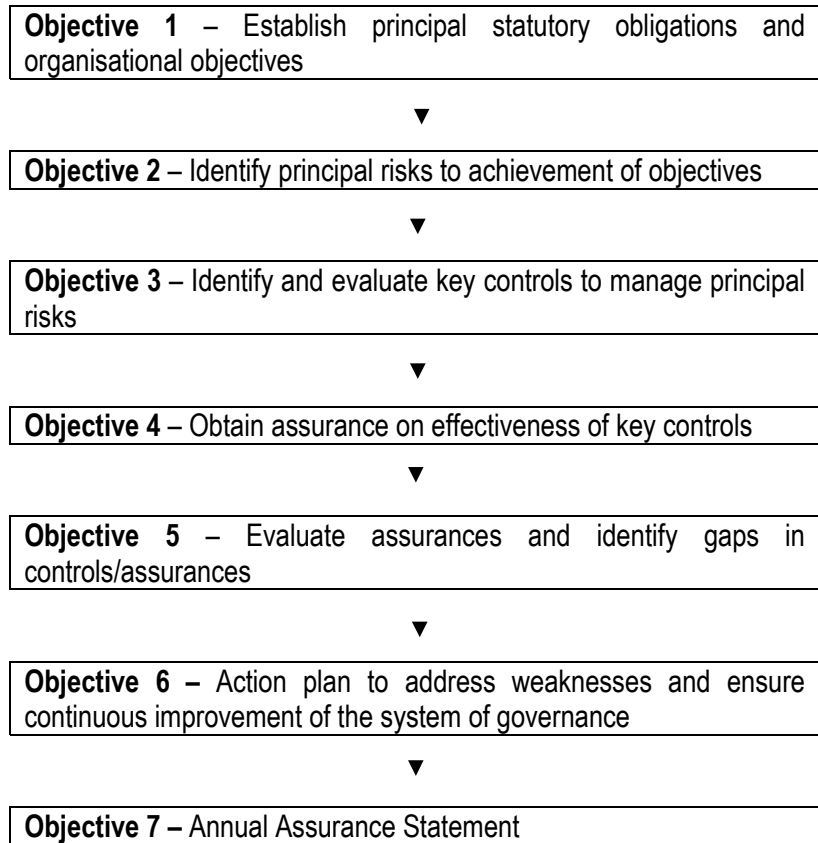 Objective 1 – Establish principal statutory obligations and
organisational objectives
▼
Objective 2 – Identify principal risks to achievement of objectives
▼
Objective 3 – Identify and evaluate key controls to manage principal
risks
▼
Objective 4 – Obtain assurance on effectiveness of key controls
▼
Objective 5 – Evaluate assurances and identify gaps in
controls/assurances
▼
Objective 6 – Action plan to address weaknesses and ensure
continuous improvement of the system of governance
▼
Objective 7 – Annual Assurance Statement